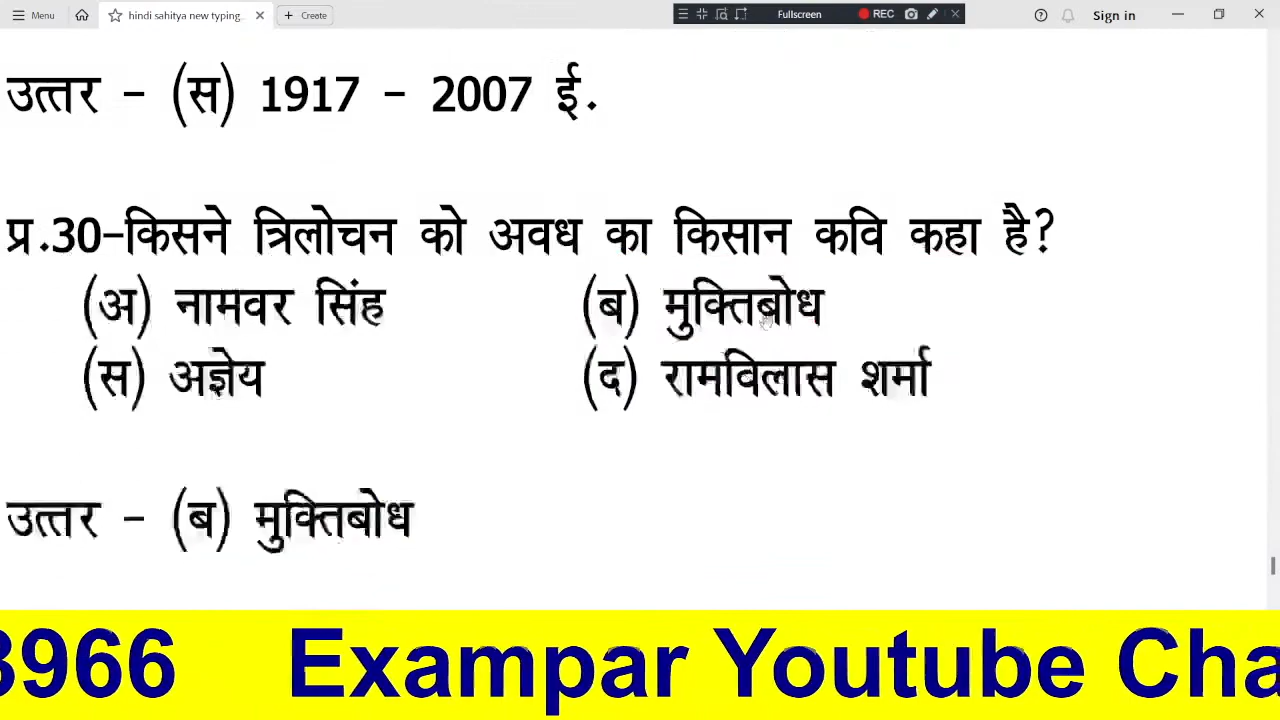 Menu hindi sahitya new typing... + Create Fullscreen REC Sign in
उत्तर - (स) 1917 - 2007 ई.
प्र.30-किसने त्रिलोचन को अवध का किसान कवि कहा है?
(अ) नामवर सिंह (ब) मुक्तिबोध
(स) अज्ञेय (द) रामविलास शर्मा
उत्तर - (ब) मुक्तिबोध
3966 Exampar Youtube Cha